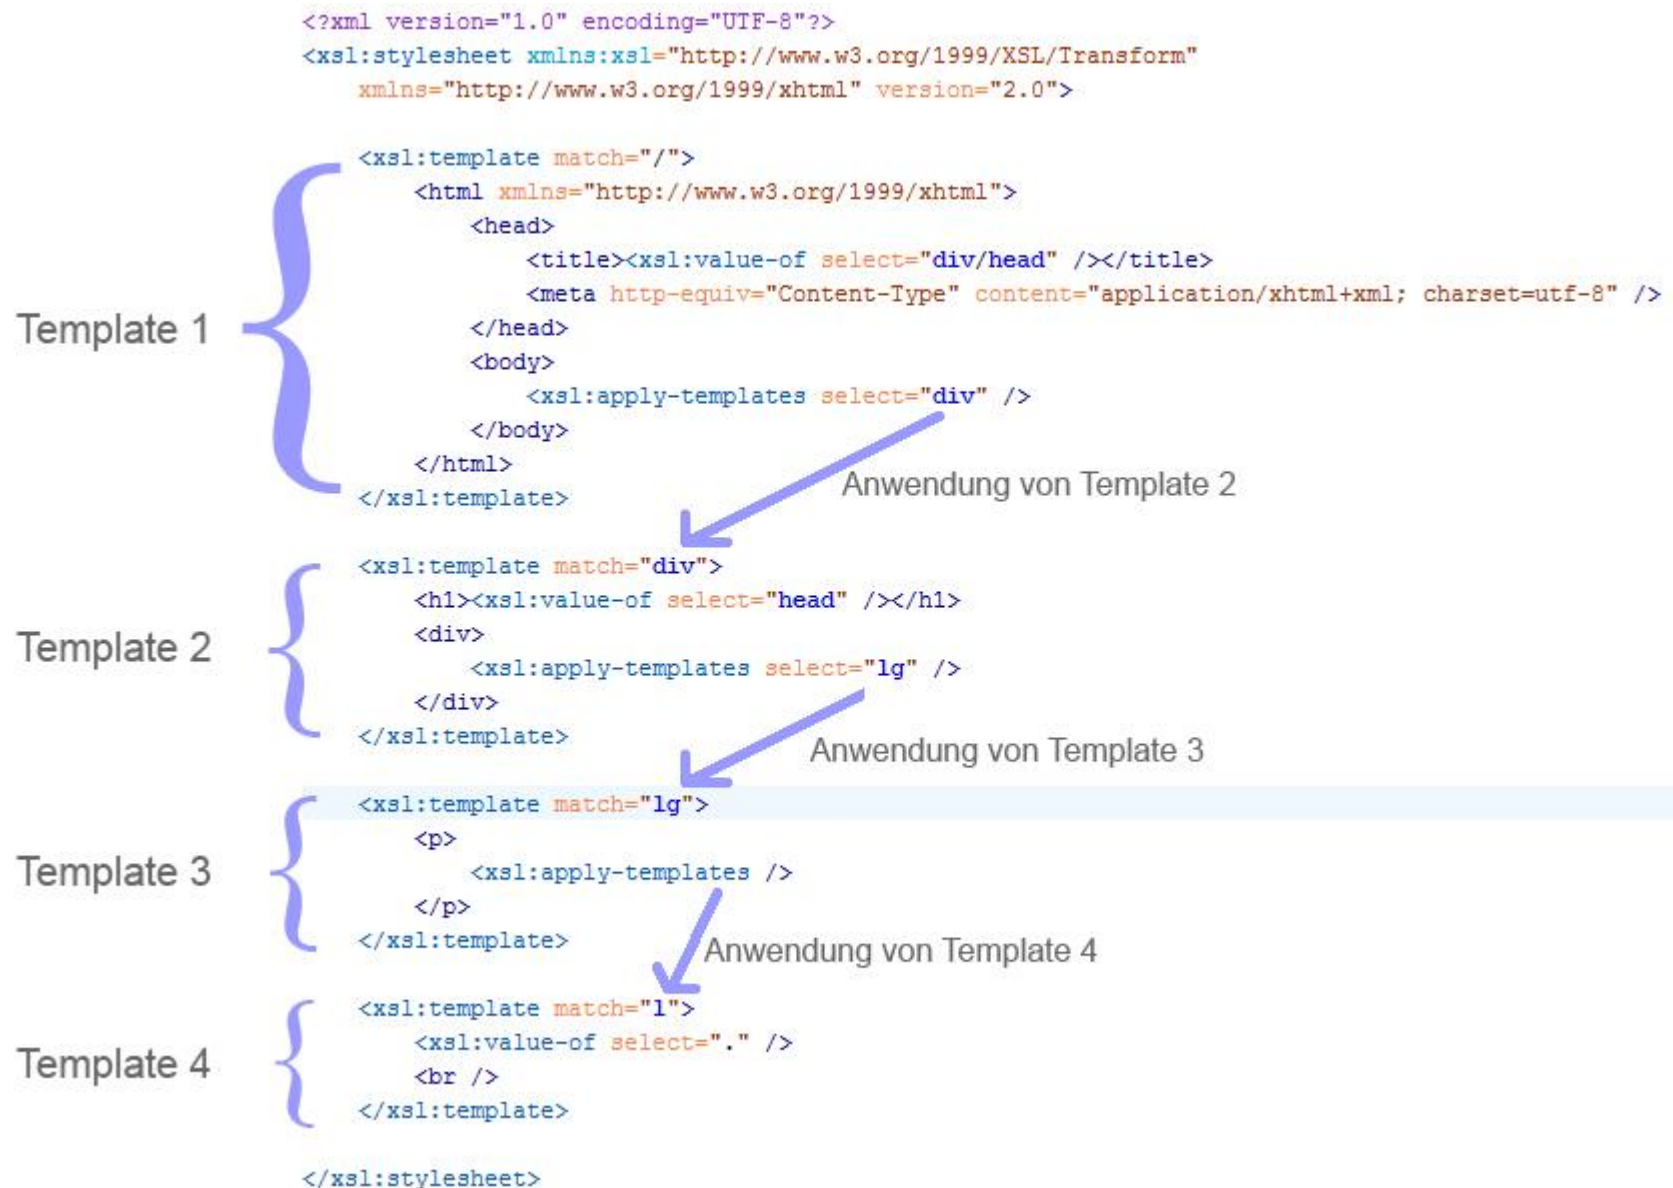 <?xml version="1.0" encoding="UTF-8"?>
<xsl:stylesheet xmlns:xsl="http://www.w3.org/1999/XSL/Transform"
xmlns="http://www.w3.org/1999/xhtml" version="2.0">
Template 1
<xsl:template match="/">
<html xmlns="http://www.w3.org/1999/xhtml">
<head>
<title><xsl:value-of select="div/head" /></title>
<meta http-equiv="Content-Type" content="application/xhtml+xml; charset=utf-8" />
</head>
<body>
<xsl:apply-templates select="div" />
</body>
</html>
</xsl:template>
Anwendung von Template 2
Template 2
<xsl:template match="div">
<h1><xsl:value-of select="head" /></h1>
<div>
<xsl:apply-templates select="lg" />
</div>
</xsl:template>
Anwendung von Template 3
Template 3
<xsl:template match="lg">
<p>
<xsl:apply-templates />
</p>
</xsl:template>
Anwendung von Template 4
Template 4
<xsl:template match="l">
<xsl:value-of select="." />
<br />
</xsl:template>
</xsl:stylesheet>